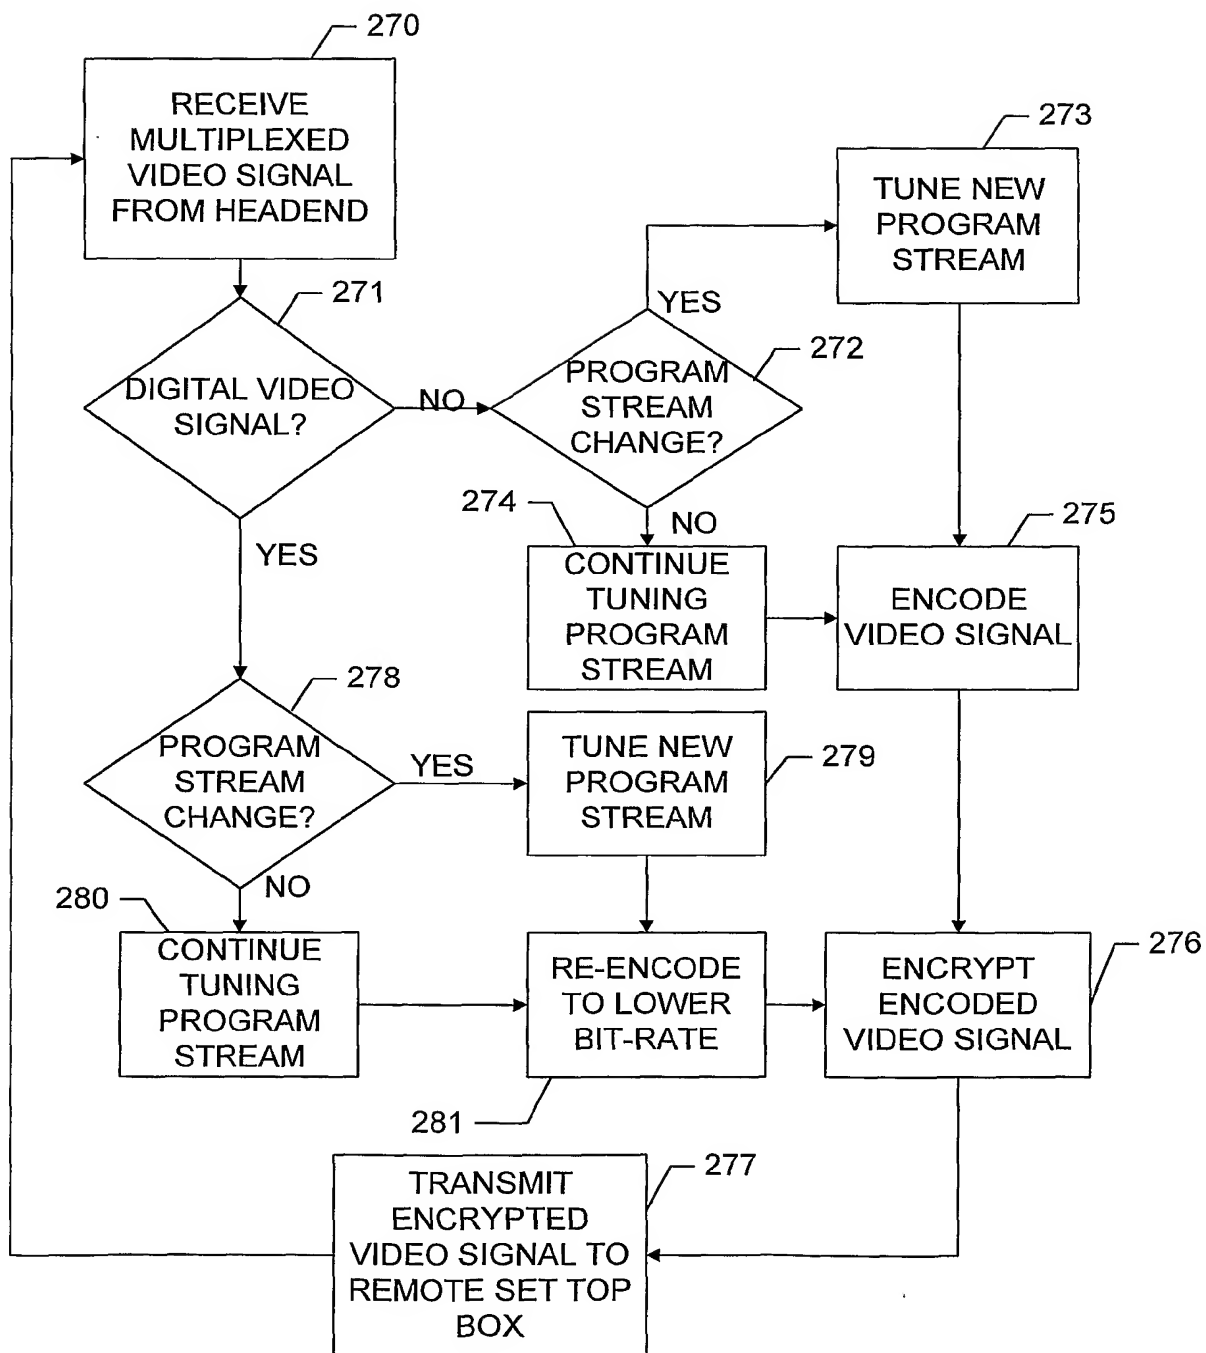 270
RECEIVE
MULTIPLEXED
VIDEO SIGNAL
FROM HEADEND
271
DIGITAL VIDEO
SIGNAL?
NO
YES
272
PROGRAM
STREAM
CHANGE?
YES
NO
273
TUNE NEW
PROGRAM
STREAM
274
CONTINUE
TUNING
PROGRAM
STREAM
275
ENCODE
VIDEO SIGNAL
278
PROGRAM
STREAM
CHANGE?
YES
NO
279
TUNE NEW
PROGRAM
STREAM
280
CONTINUE
TUNING
PROGRAM
STREAM
RE-ENCODE
TO LOWER
BIT-RATE
281
276
ENCRYPT
ENCODED
VIDEO SIGNAL
277
TRANSMIT
ENCRYPTED
VIDEO SIGNAL TO
REMOTE SET TOP
BOX